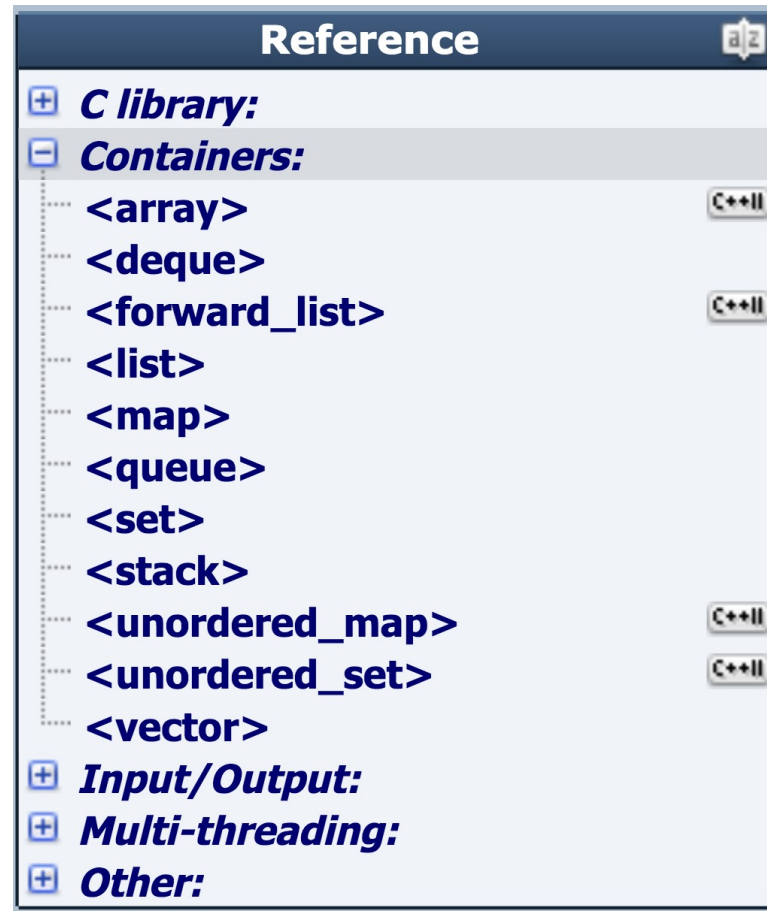 Reference a|z
C library:
Containers:
<array> C++11
<deque>
<forward_list> C++11
<list>
<map>
<queue>
<set>
<stack>
<unordered_map> C++11
<unordered_set> C++11
<vector>
Input/Output:
Multi-threading:
Other: